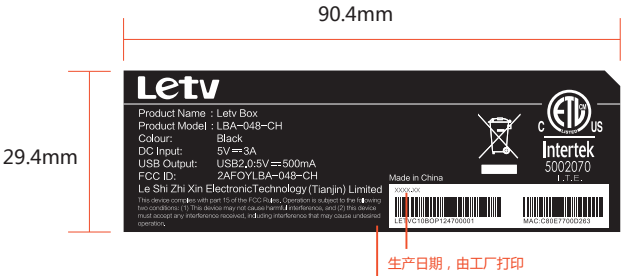 90.4mm
29.4mm
Letv
Product Name : Letv Box
Product Model : LBA-048-CH
Colour: Black
DC Input: 5V⎓3A
USB Output: USB2.0:5V⎓500mA
FCC ID: 2AFOYLBA-048-CH
Le Shi Zhi Xin ElectronicTechnology (Tianjin) Limited
This device complies with part 15 of the FCC Rules. Operation is subject to the following
two conditions: (1) This device may not cause harmful interference, and (2) this device
must accept any interference received, including interference that may cause undesired
operation.
C ETL CM US
LISTED
Intertek
5002070
I.T.E.
Made in China
XXXX.XX
LETVC10BOP124700001
MAC:C80E7700D263
生产日期，由工厂打印